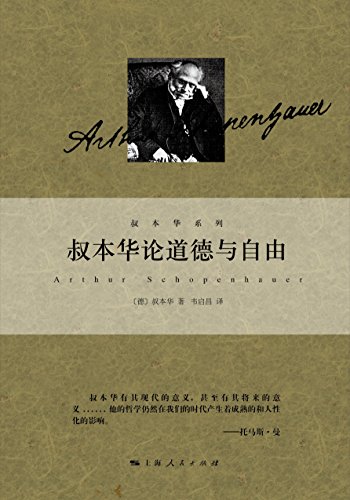 Arthur Schopenhauer
叔本华系列
叔本华论道德与自由
Arthur Schopenhauer
〔德〕叔本华 著 韦启昌 译
叔本华有其现代的意义，甚至有其将来的意
义……他的哲学仍然在我们的时代产生着成熟的和人性
化的影响。
——托马斯·曼
上海人民出版社